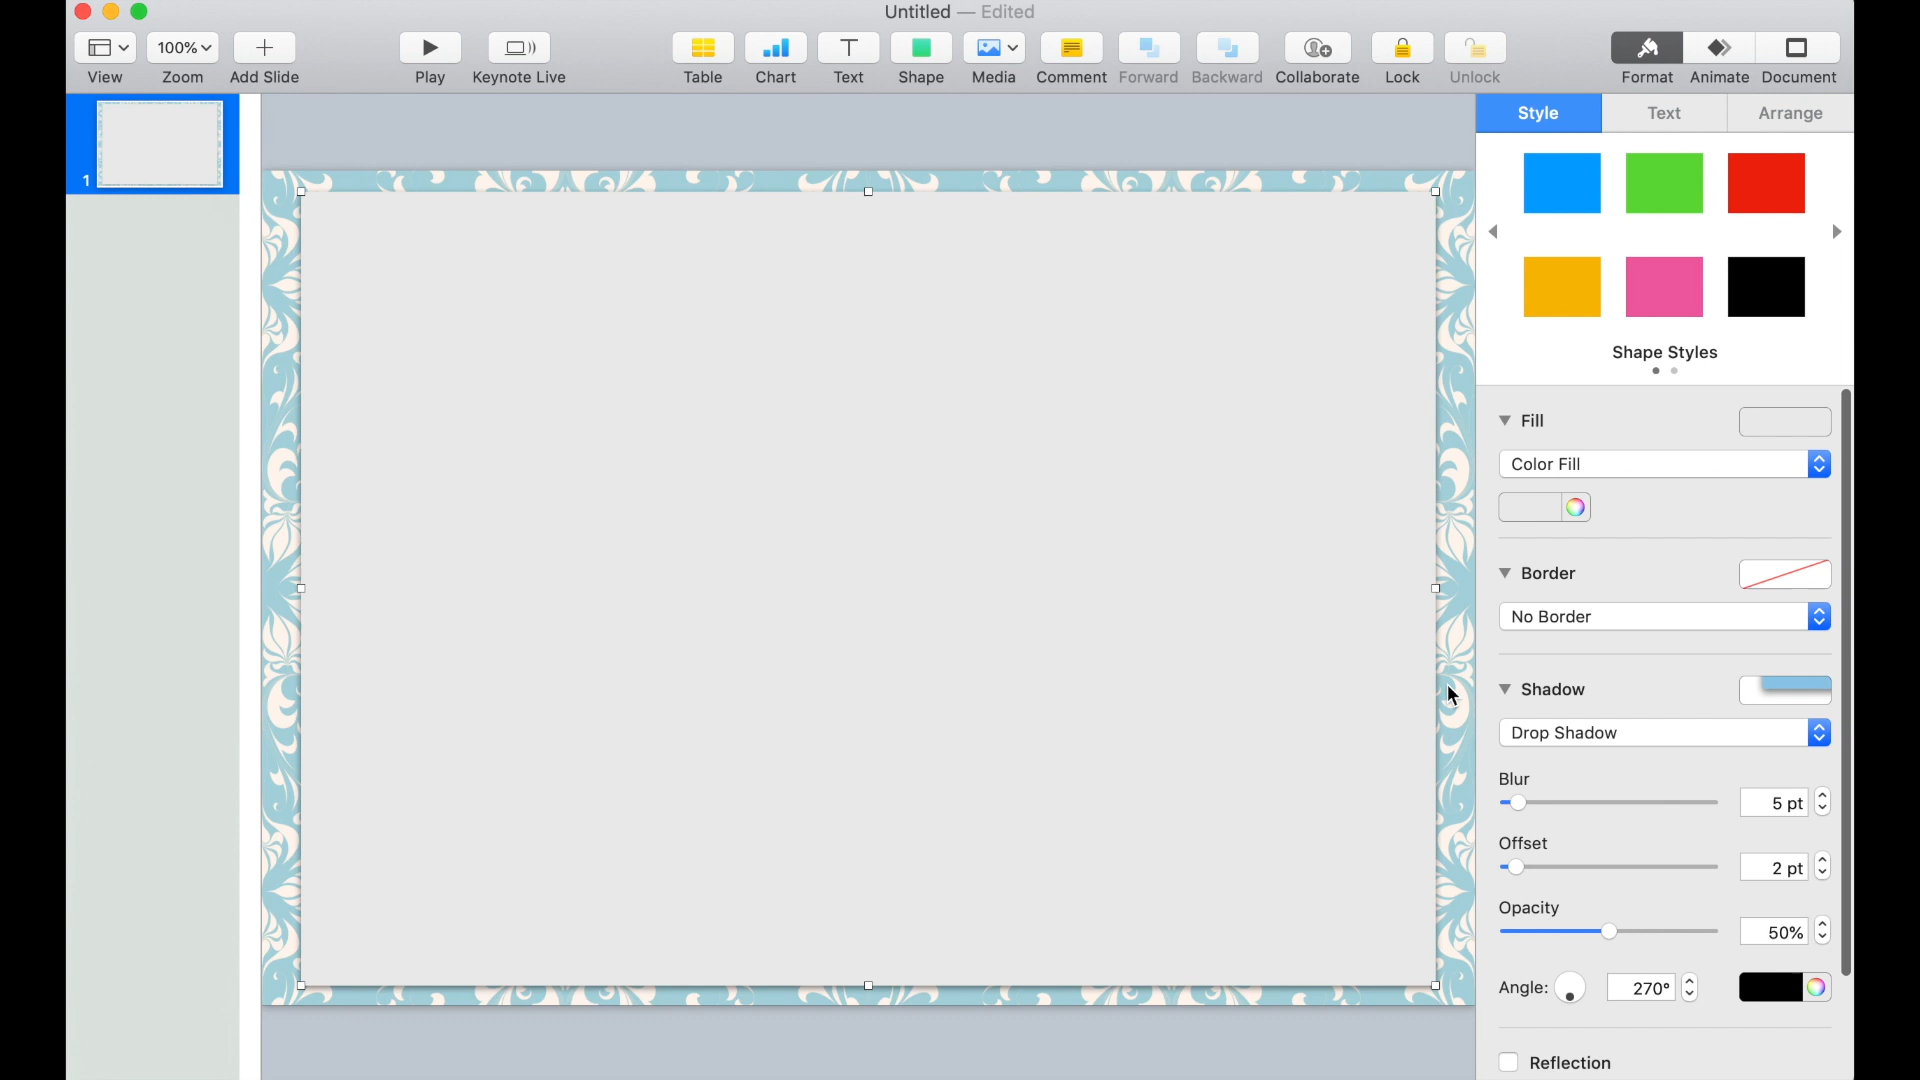 Untitled — Edited
100%
View
Zoom
Add Slide
Play
Keynote Live
Table
Chart
Text
Shape
Media
Comment
Forward
Backward
Collaborate
Lock
Unlock
Format
Animate
Document
1
Style
Text
Arrange
Shape Styles
Fill
Color Fill
Border
No Border
Shadow
Drop Shadow
Blur
5 pt
Offset
2 pt
Opacity
50%
Angle:
270°
Reflection